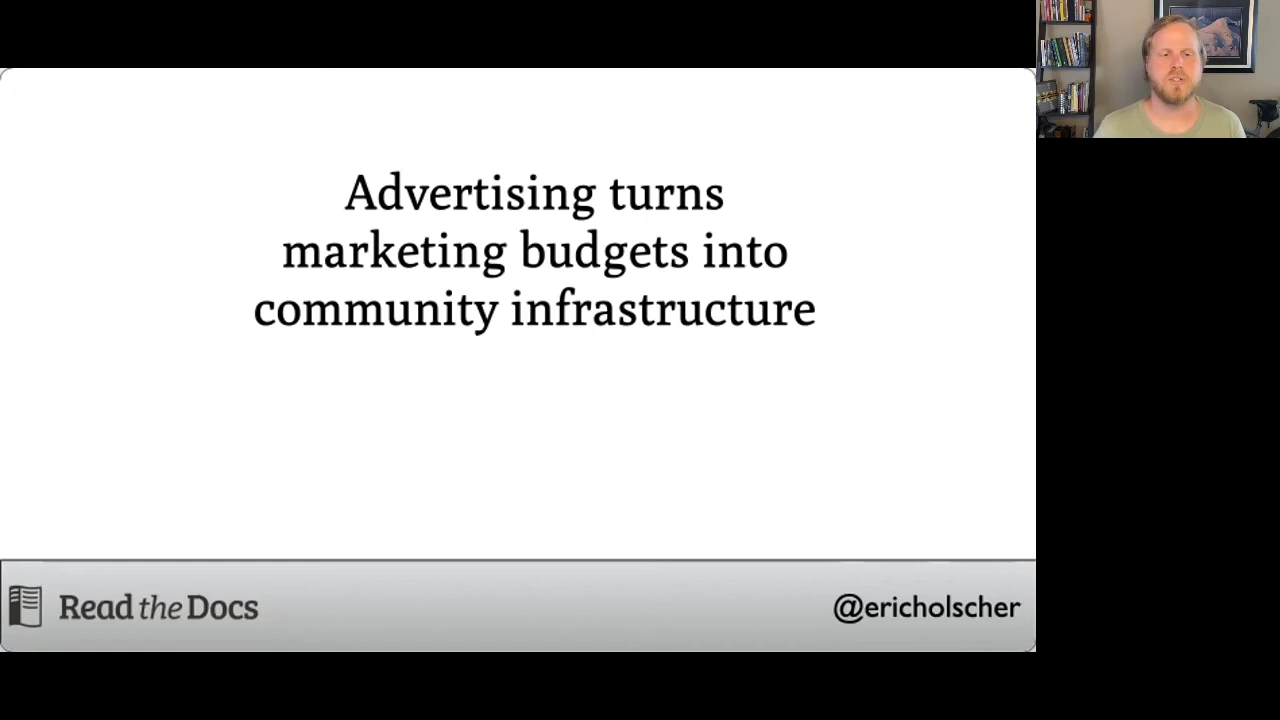 Advertising turns
marketing budgets into
community infrastructure
Read the Docs
@ericholscher